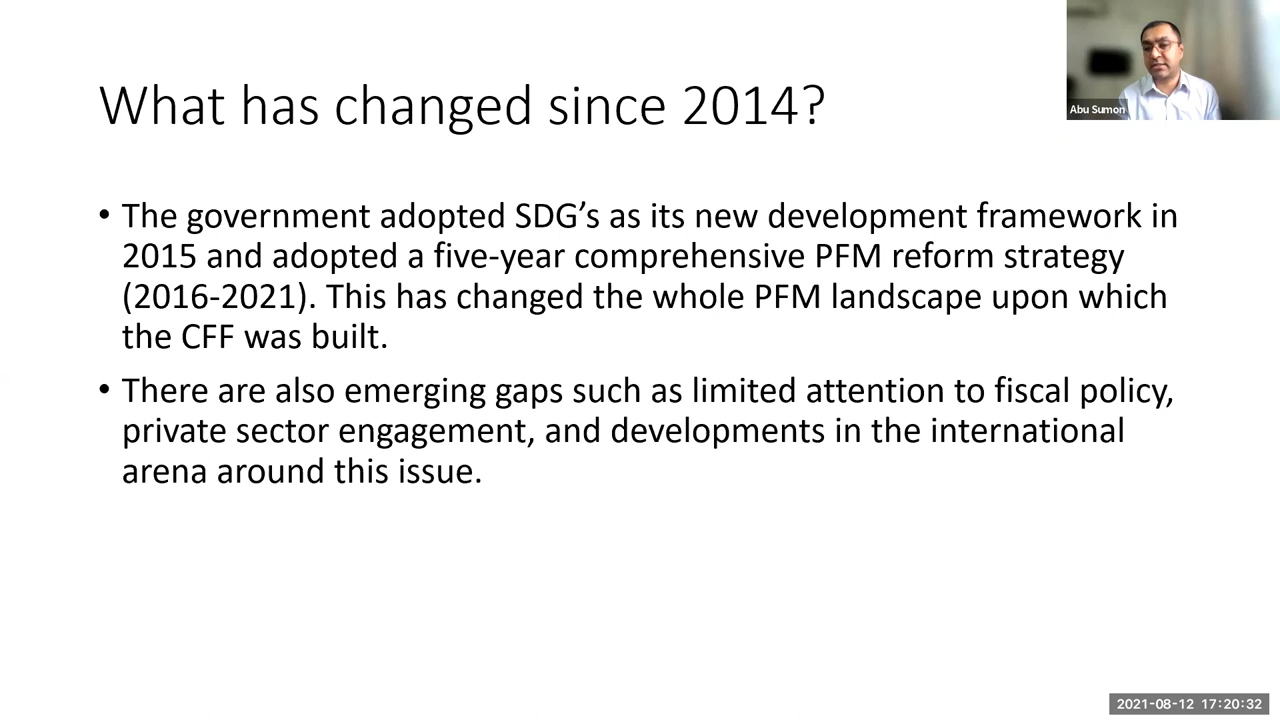 What has changed since 2014?
Abu Sumon
• The government adopted SDG’s as its new development framework in
2015 and adopted a five-year comprehensive PFM reform strategy
(2016-2021). This has changed the whole PFM landscape upon which
the CFF was built.
• There are also emerging gaps such as limited attention to fiscal policy,
private sector engagement, and developments in the international
arena around this issue.
2021-08-12 17:20:32